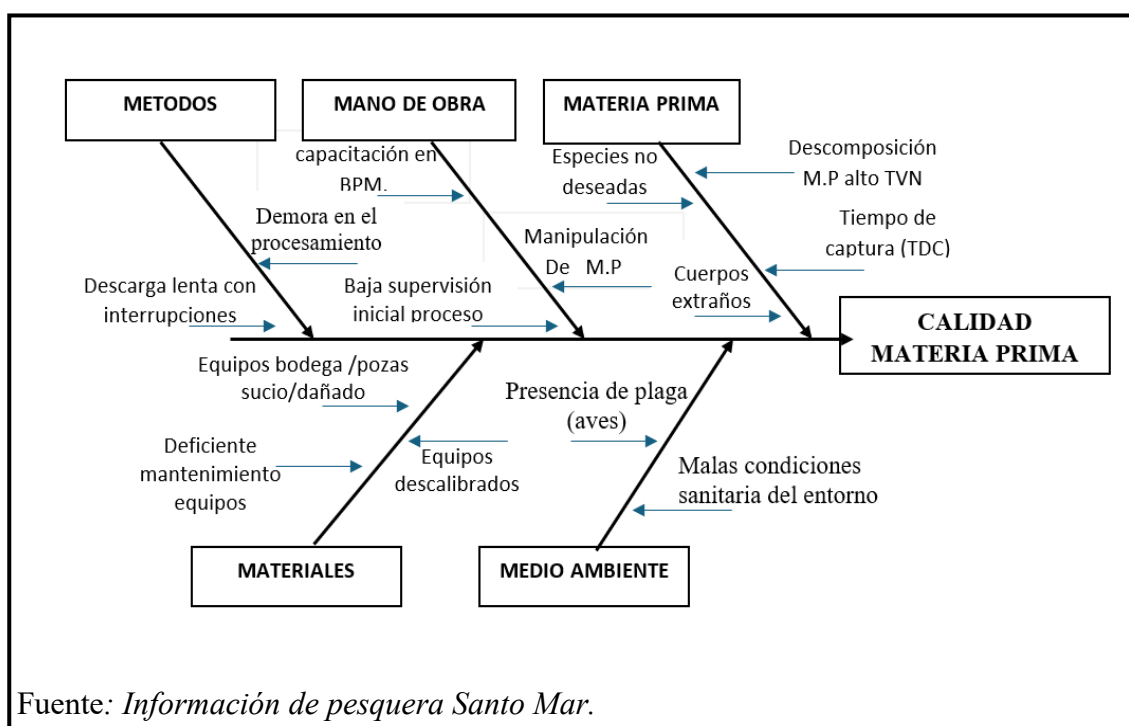 METODOS
MANO DE OBRA
MATERIA PRIMA
capacitación en
BPM.
Especies no
deseadas
Descomposición
M.P alto TVN
Demora en el
procesamiento
Manipulación
De M.P
Tiempo de
captura (TDC)
Descarga lenta con
interrupciones
Baja supervisión
inicial proceso
Cuerpos
extraños
CALIDAD
MATERIA PRIMA
Equipos bodega /pozas
sucio/dañado
Presencia de plaga
(aves)
Deficiente
mantenimiento
equipos
Equipos
descalibrados
Malas condiciones
sanitaria del entorno
MATERIALES
MEDIO AMBIENTE
Fuente: Información de pesquera Santo Mar.